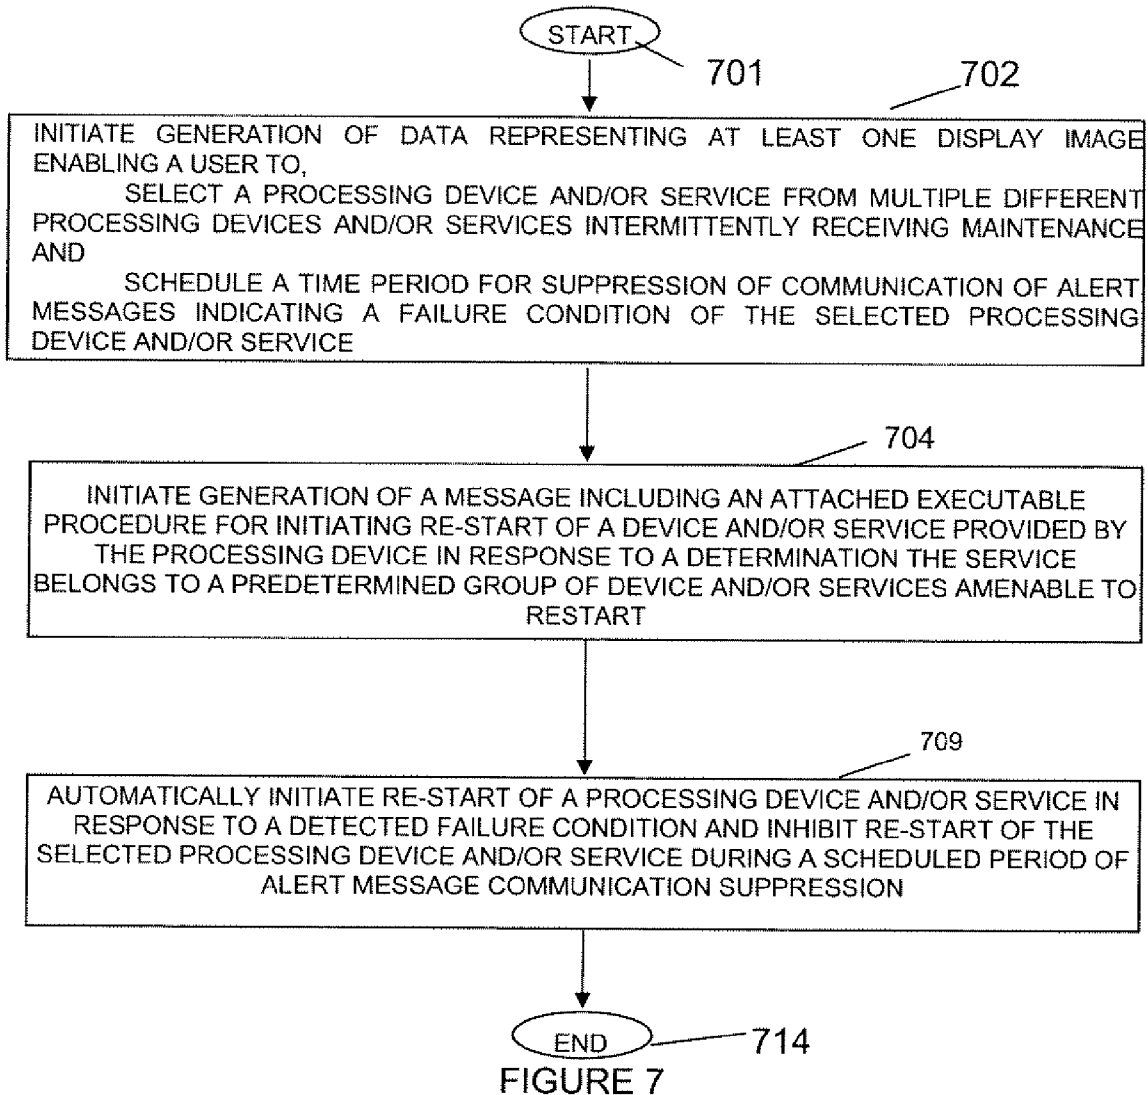 START
701
702
INITIATE GENERATION OF DATA REPRESENTING AT LEAST ONE DISPLAY IMAGE
ENABLING A USER TO,
SELECT A PROCESSING DEVICE AND/OR SERVICE FROM MULTIPLE DIFFERENT
PROCESSING DEVICES AND/OR SERVICES INTERMITTENTLY RECEIVING MAINTENANCE
AND
SCHEDULE A TIME PERIOD FOR SUPPRESSION OF COMMUNICATION OF ALERT
MESSAGES INDICATING A FAILURE CONDITION OF THE SELECTED PROCESSING
DEVICE AND/OR SERVICE
704
INITIATE GENERATION OF A MESSAGE INCLUDING AN ATTACHED EXECUTABLE
PROCEDURE FOR INITIATING RE-START OF A DEVICE AND/OR SERVICE PROVIDED BY
THE PROCESSING DEVICE IN RESPONSE TO A DETERMINATION THE SERVICE
BELONGS TO A PREDETERMINED GROUP OF DEVICE AND/OR SERVICES AMENABLE TO
RESTART
709
AUTOMATICALLY INITIATE RE-START OF A PROCESSING DEVICE AND/OR SERVICE IN
RESPONSE TO A DETECTED FAILURE CONDITION AND INHIBIT RE-START OF THE
SELECTED PROCESSING DEVICE AND/OR SERVICE DURING A SCHEDULED PERIOD OF
ALERT MESSAGE COMMUNICATION SUPPRESSION
END
714
FIGURE 7